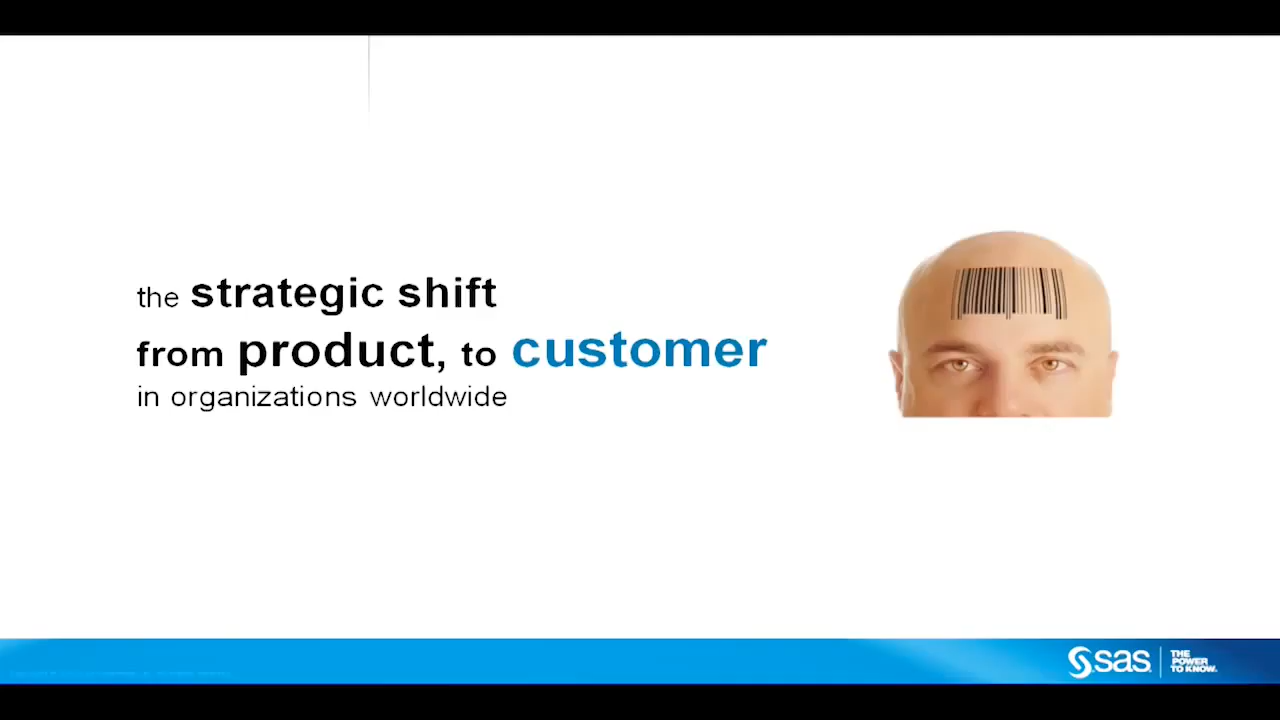 the strategic shift
from product, to customer
in organizations worldwide
sas
THE
POWER
TO KNOW.